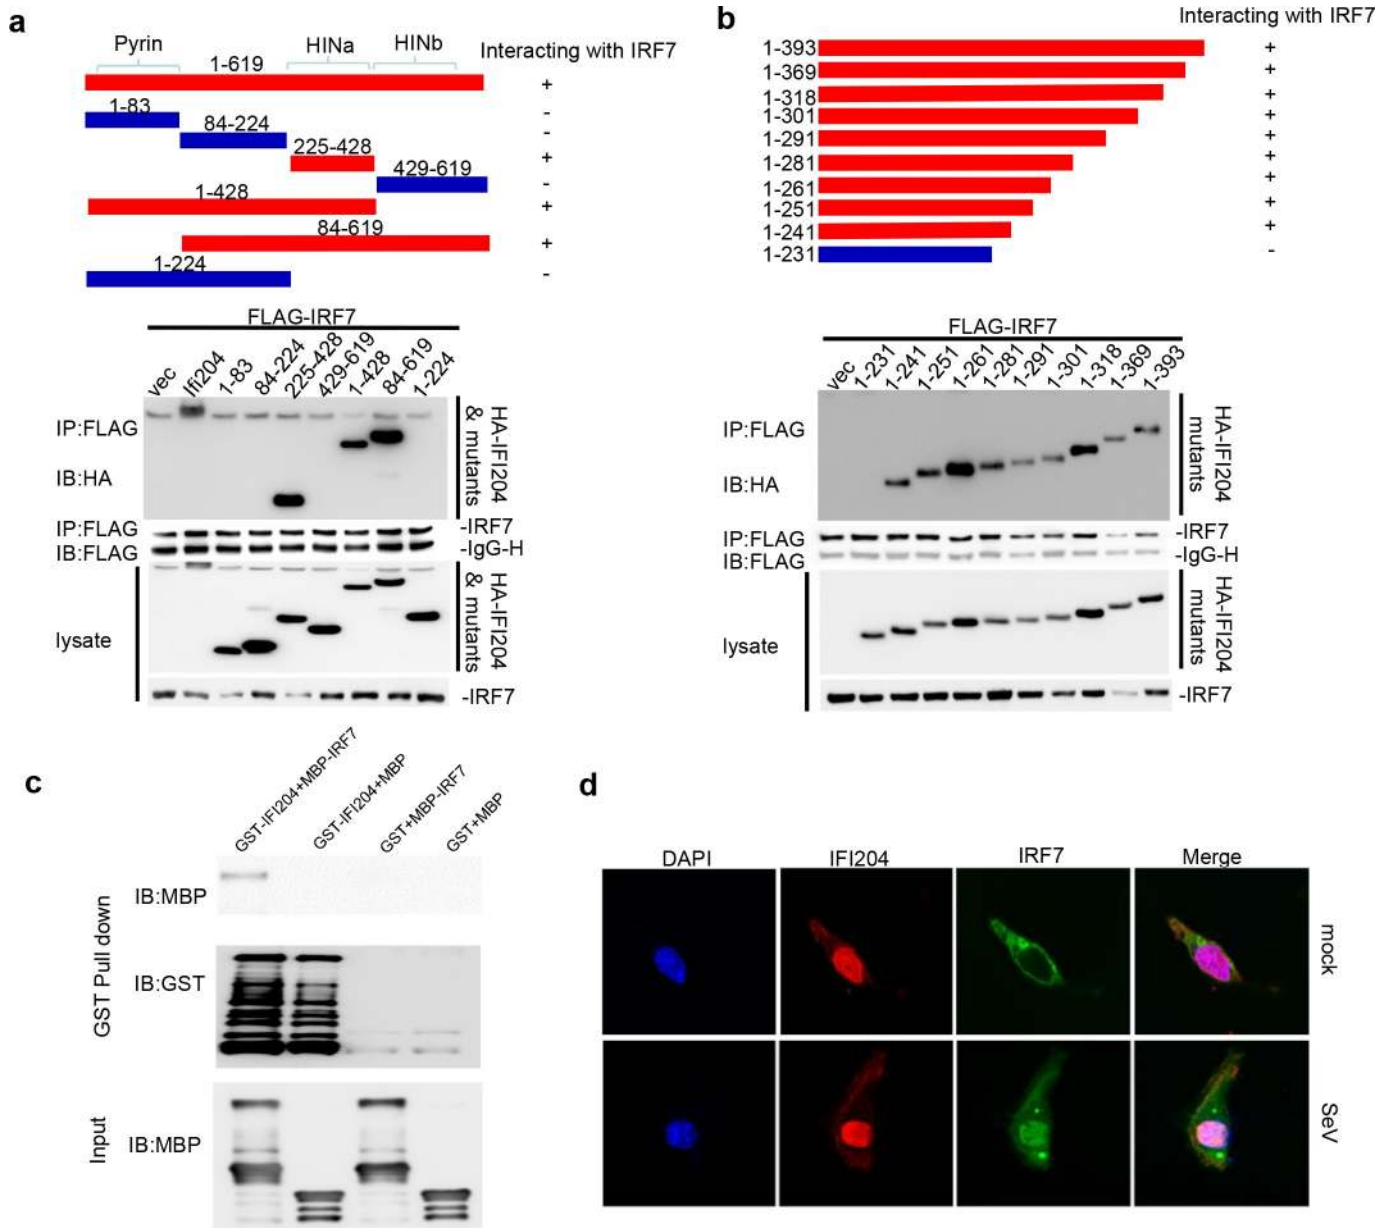 a
Pyrin HINa HINb Interacting with IRF7
1-619 +
1-83 -
84-224 -
225-428 +
429-619 -
1-428 +
84-619 +
1-224 -
FLAG-IRF7
vec Ifi204 1-83 84-224 225-428 429-619 1-428 84-619 1-224
IP:FLAG
IB:HA
HA-IFI204
& mutants
IP:FLAG -IRF7
IB:FLAG -IgG-H
lysate
HA-IFI204
& mutants
-IRF7
b
Interacting with IRF7
1-393 +
1-369 +
1-318 +
1-301 +
1-291 +
1-281 +
1-261 +
1-251 +
1-241 +
1-231 -
FLAG-IRF7
vec 1-231 1-241 1-251 1-261 1-281 1-291 1-301 1-318 1-369 1-393
IP:FLAG
IB:HA
HA-IFI204
mutants
IP:FLAG -IRF7
IB:FLAG -IgG-H
lysate
HA-IFI204
mutants
-IRF7
c
GST-IFI204+MBP-IRF7 GST-IFI204+MBP GST+MBP-IRF7 GST+MBP
GST Pull down
IB:MBP
IB:GST
Input
IB:MBP
d
DAPI IFI204 IRF7 Merge
mock
SeV